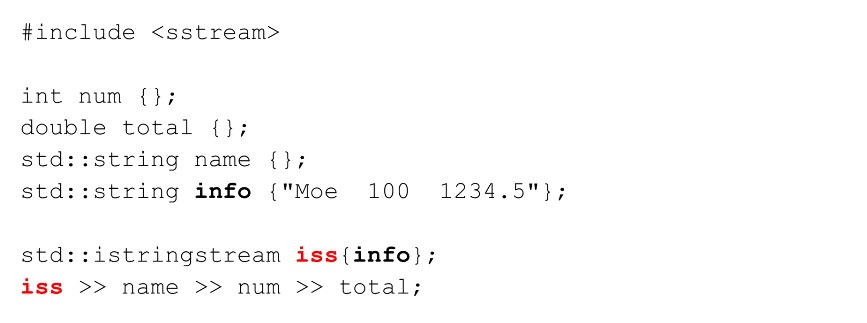 #include <sstream>
int num {};
double total {};
std::string name {};
std::string info {"Moe  100  1234.5"};
std::istringstream iss{info};
iss >> name >> num >> total;